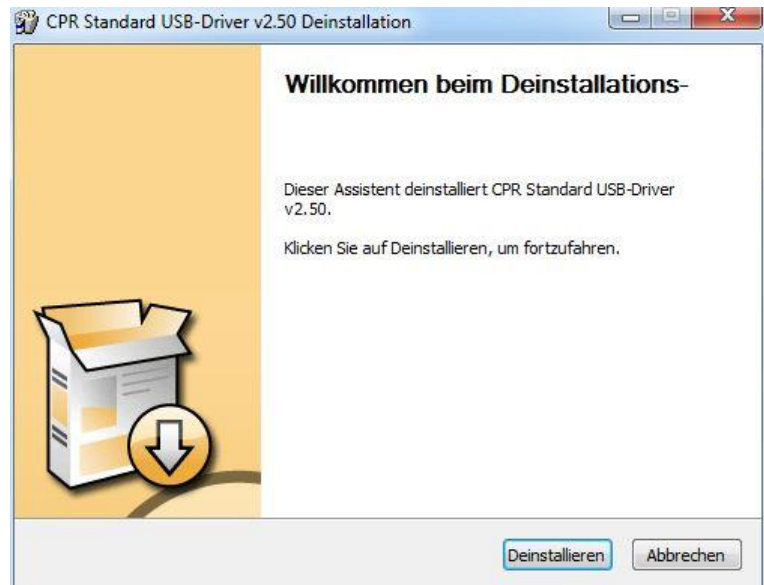 CPR Standard USB-Driver v2.50 Deinstallation
Willkommen beim Deinstallations-
Dieser Assistent deinstalliert CPR Standard USB-Driver
v2.50.
Klicken Sie auf Deinstallieren, um fortzufahren.
Deinstallieren Abbrechen